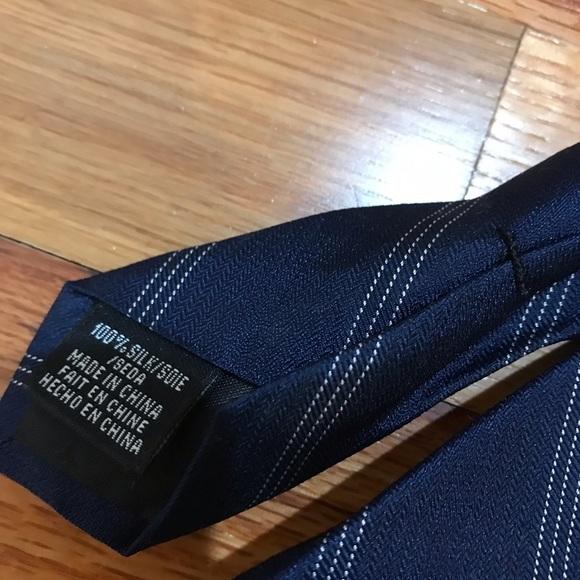 100% SILK/SOIE
/SEDA
MADE IN CHINA
FAIT EN CHINE
HECHO EN CHINA